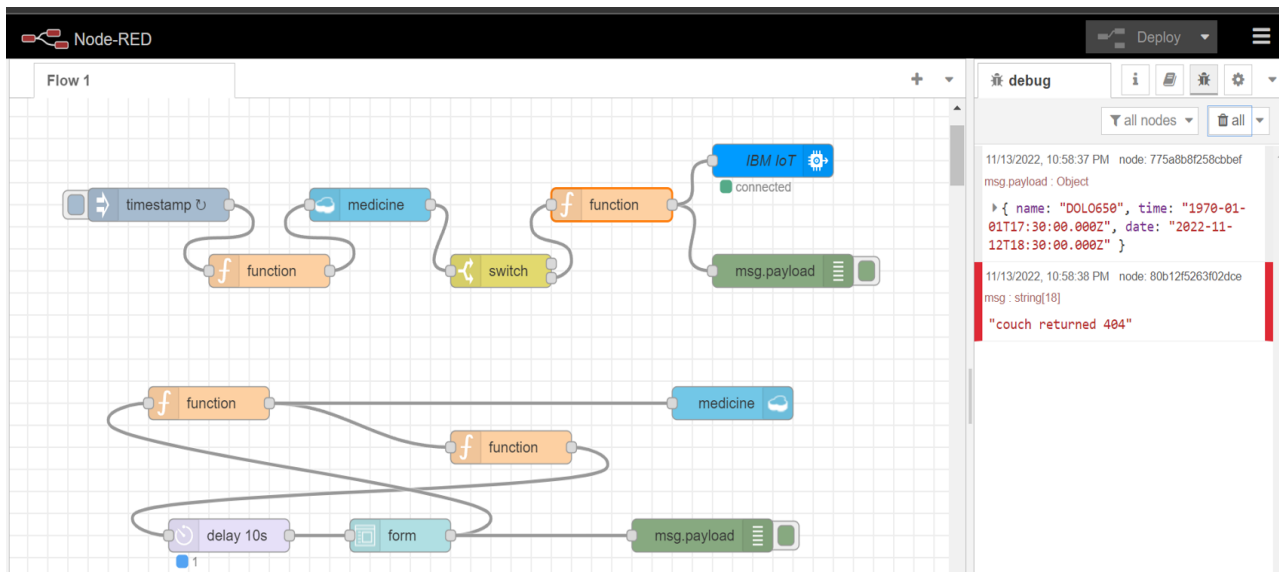 Node-RED
Deploy
Flow 1
debug
i
all nodes
all
IBM IoT
connected
timestamp ↻
medicine
f function
f function
switch
msg.payload
11/13/2022, 10:58:37 PM node: 775a8b8f258cbbef
msg.payload : Object
{ name: "DOLO650", time: "1970-01-
01T17:30:00.000Z", date: "2022-11-
12T18:30:00.000Z" }
11/13/2022, 10:58:38 PM node: 80b12f5263f02dce
msg : string[18]
"couch returned 404"
f function
medicine
f function
delay 10s
form
msg.payload
1